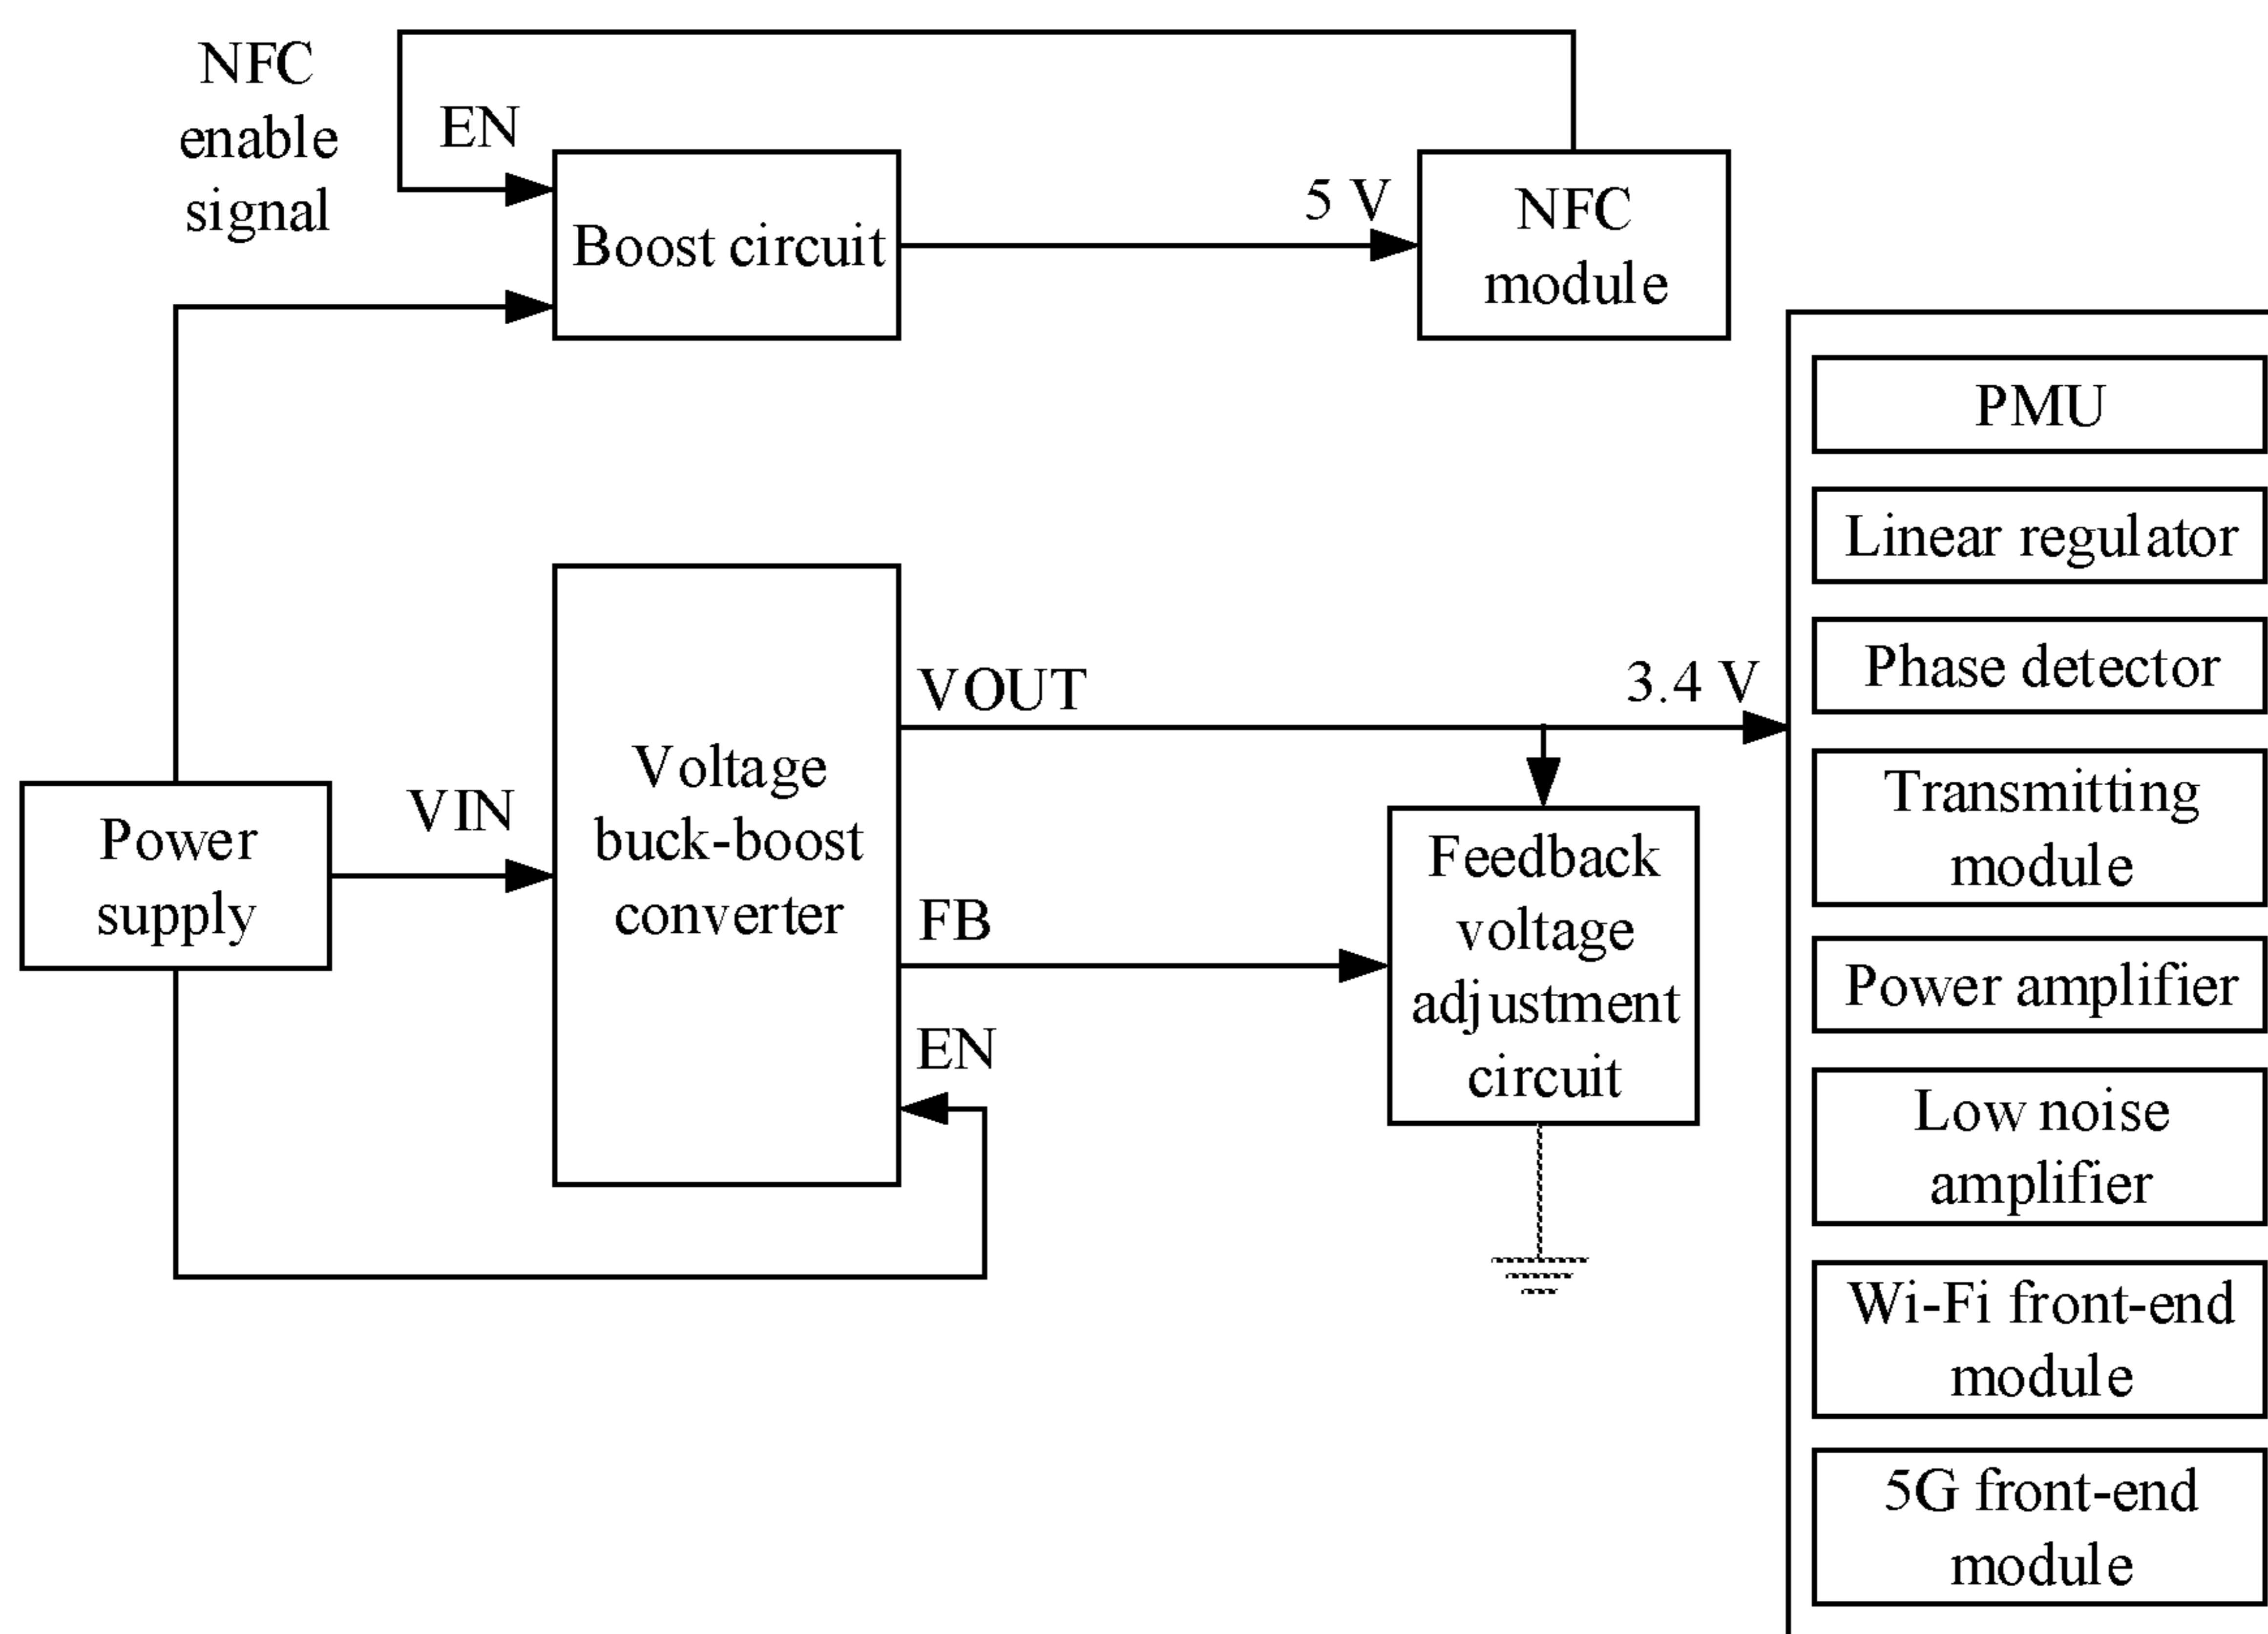 NFC
enable
signal
EN
Boost circuit
5 V
NFC
module
PMU
Linear regulator
Phase detector
Transmitting
module
Power amplifier
Low noise
amplifier
Wi-Fi front-end
module
5G front-end
module
Power
supply
VIN
Voltage
buck-boost
converter
VOUT
3.4 V
FB
EN
Feedback
voltage
adjustment
circuit